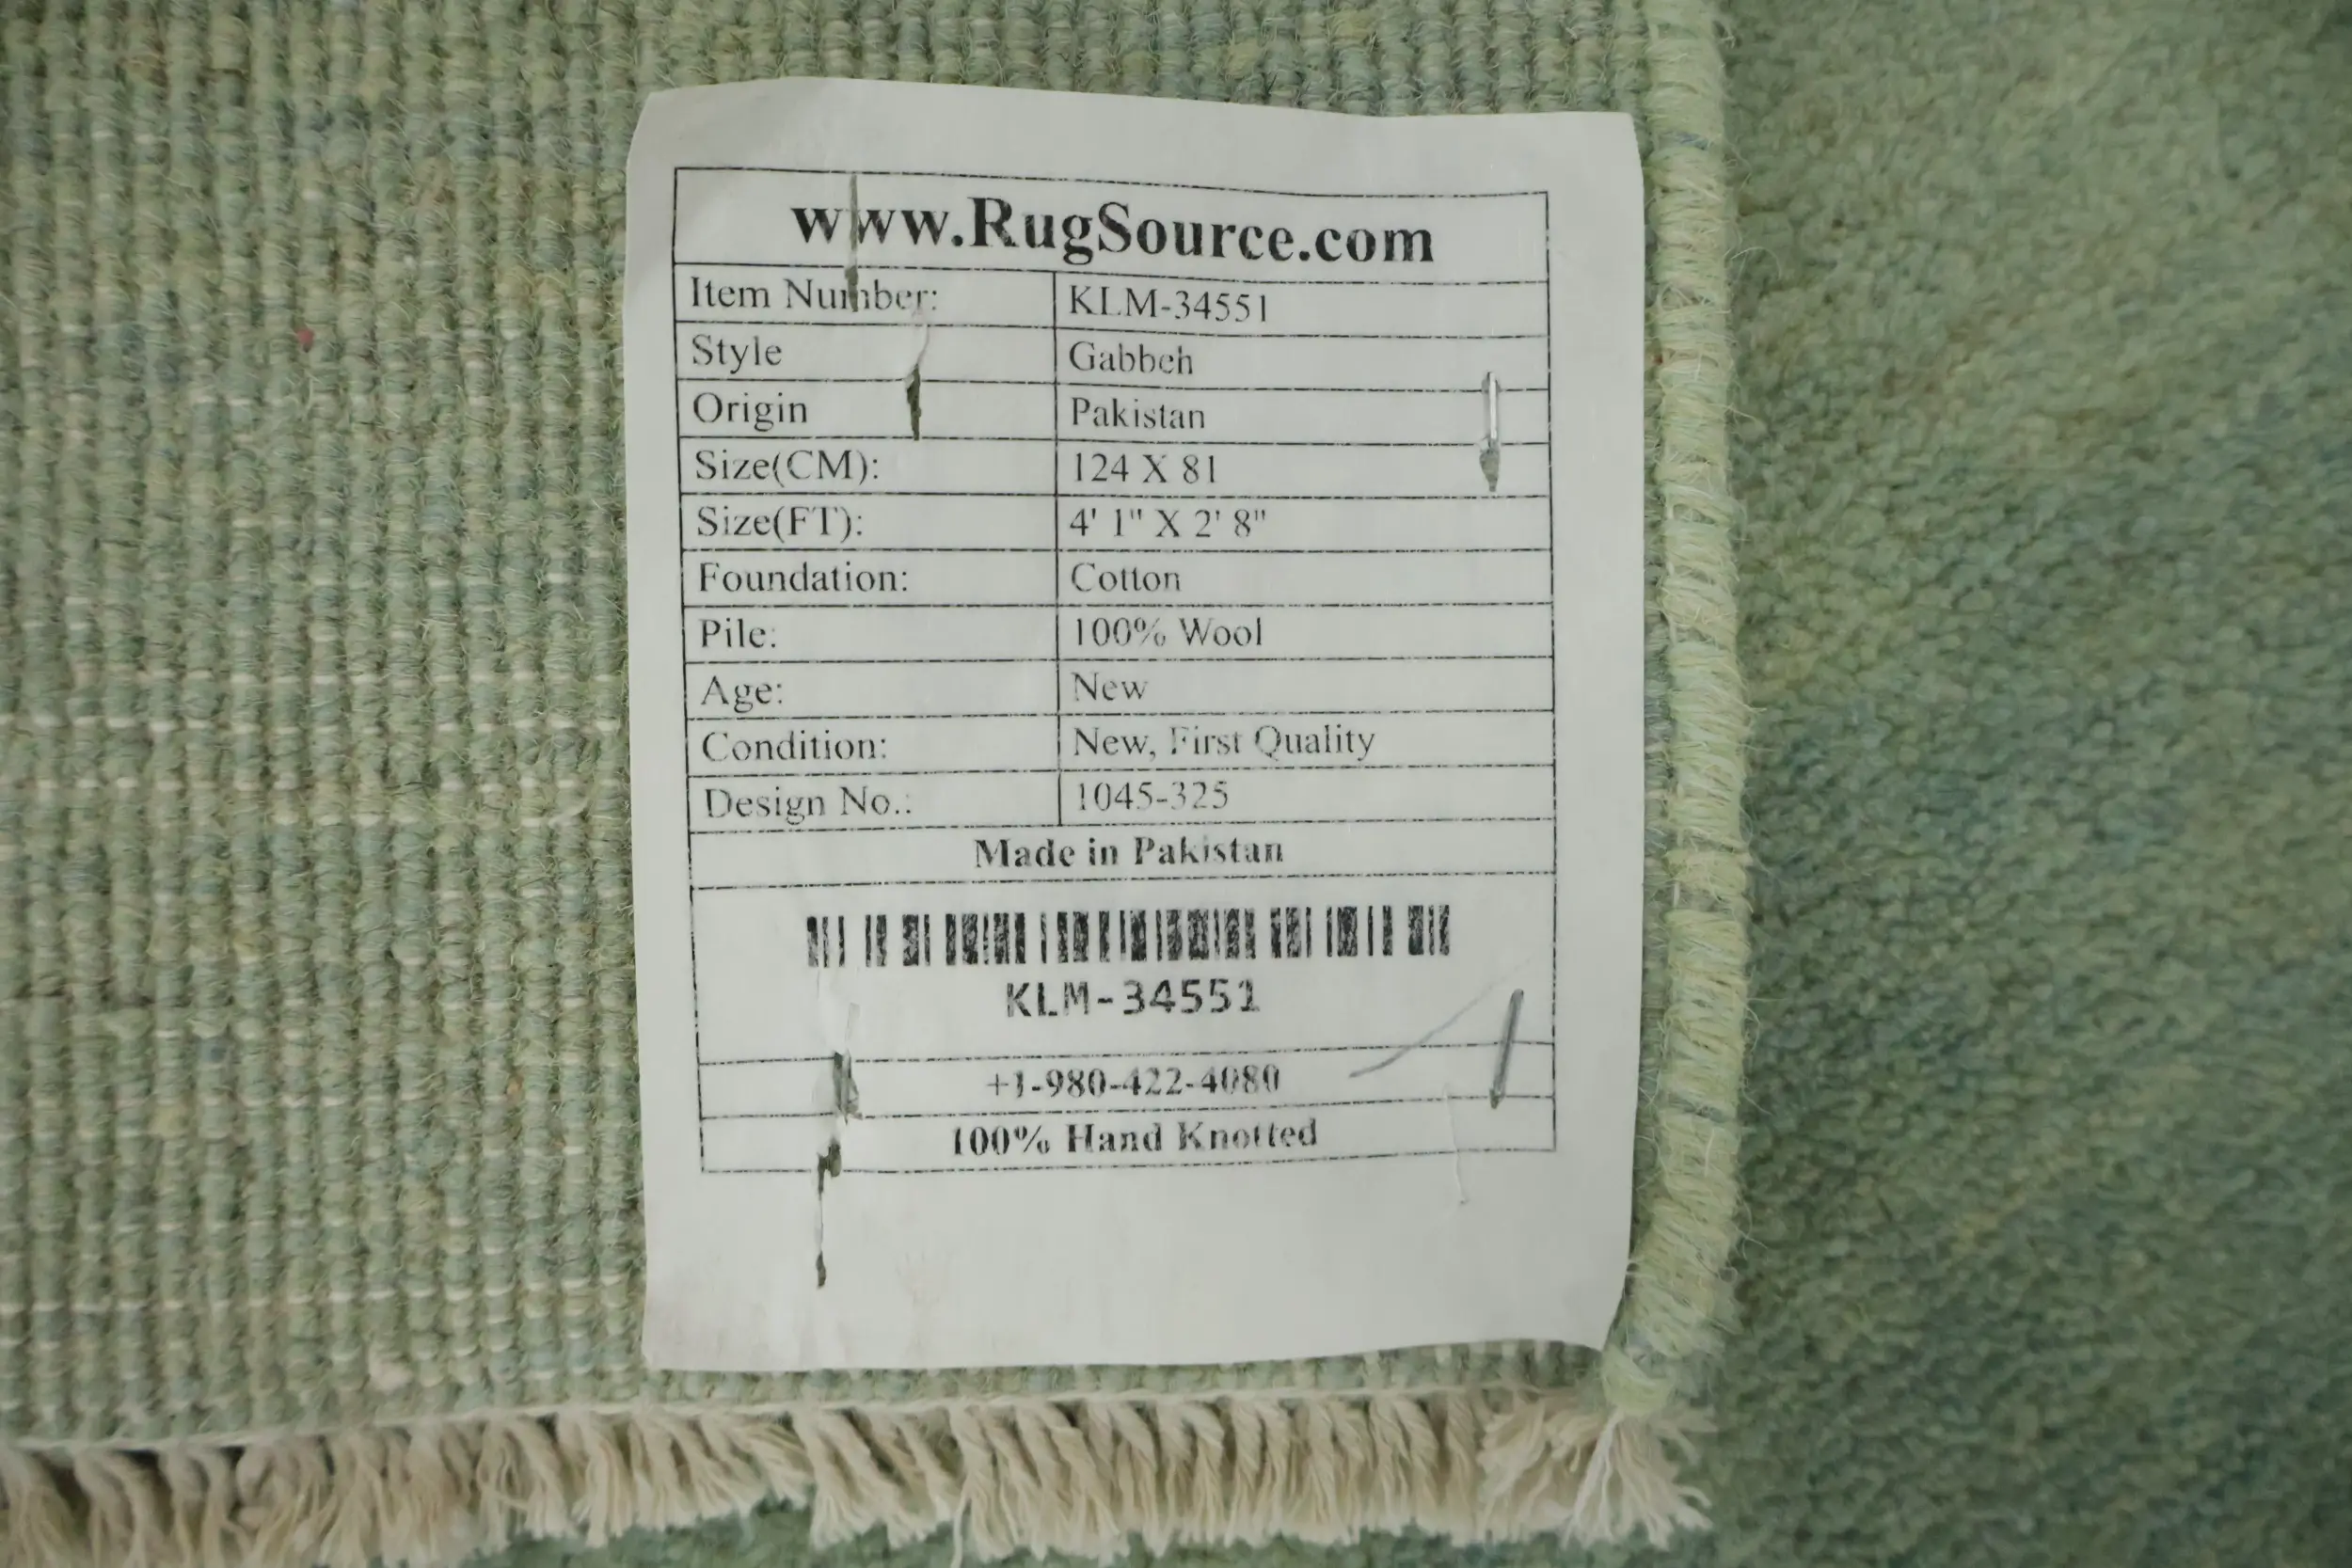 www.RugSource.com
Item Number: KLM-34551
Style Gabbeh
Origin Pakistan
Size(CM): 124 X 81
Size(FT): 4' 1" X 2' 8"
Foundation: Cotton
Pile: 100% Wool
Age: New
Condition: New, First Quality
Design No.: 1045-325
Made in Pakistan
KLM-34551
+1-980-422-4080
100% Hand Knotted